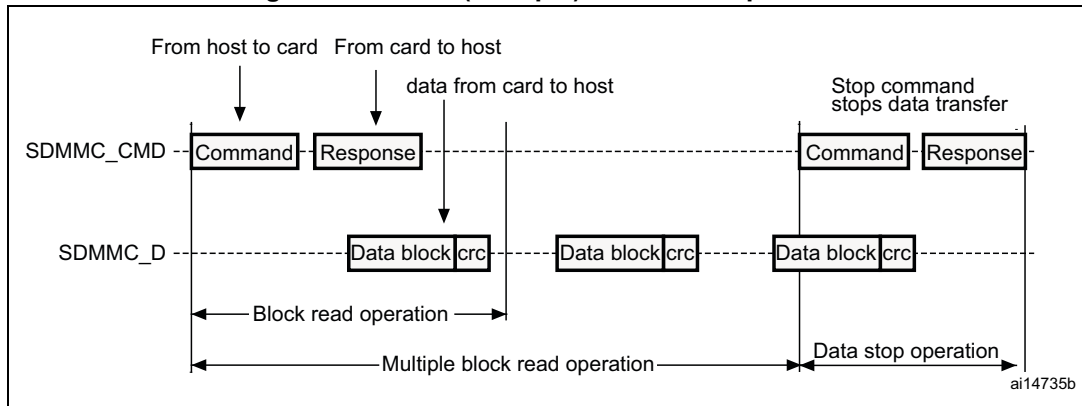 From host to card From card to host
data from card to host
Stop command
stops data transfer
SDMMC_CMD Command Response Command Response
SDMMC_D Data block crc Data block crc Data block crc
Block read operation
Multiple block read operation Data stop operation
ai14735b